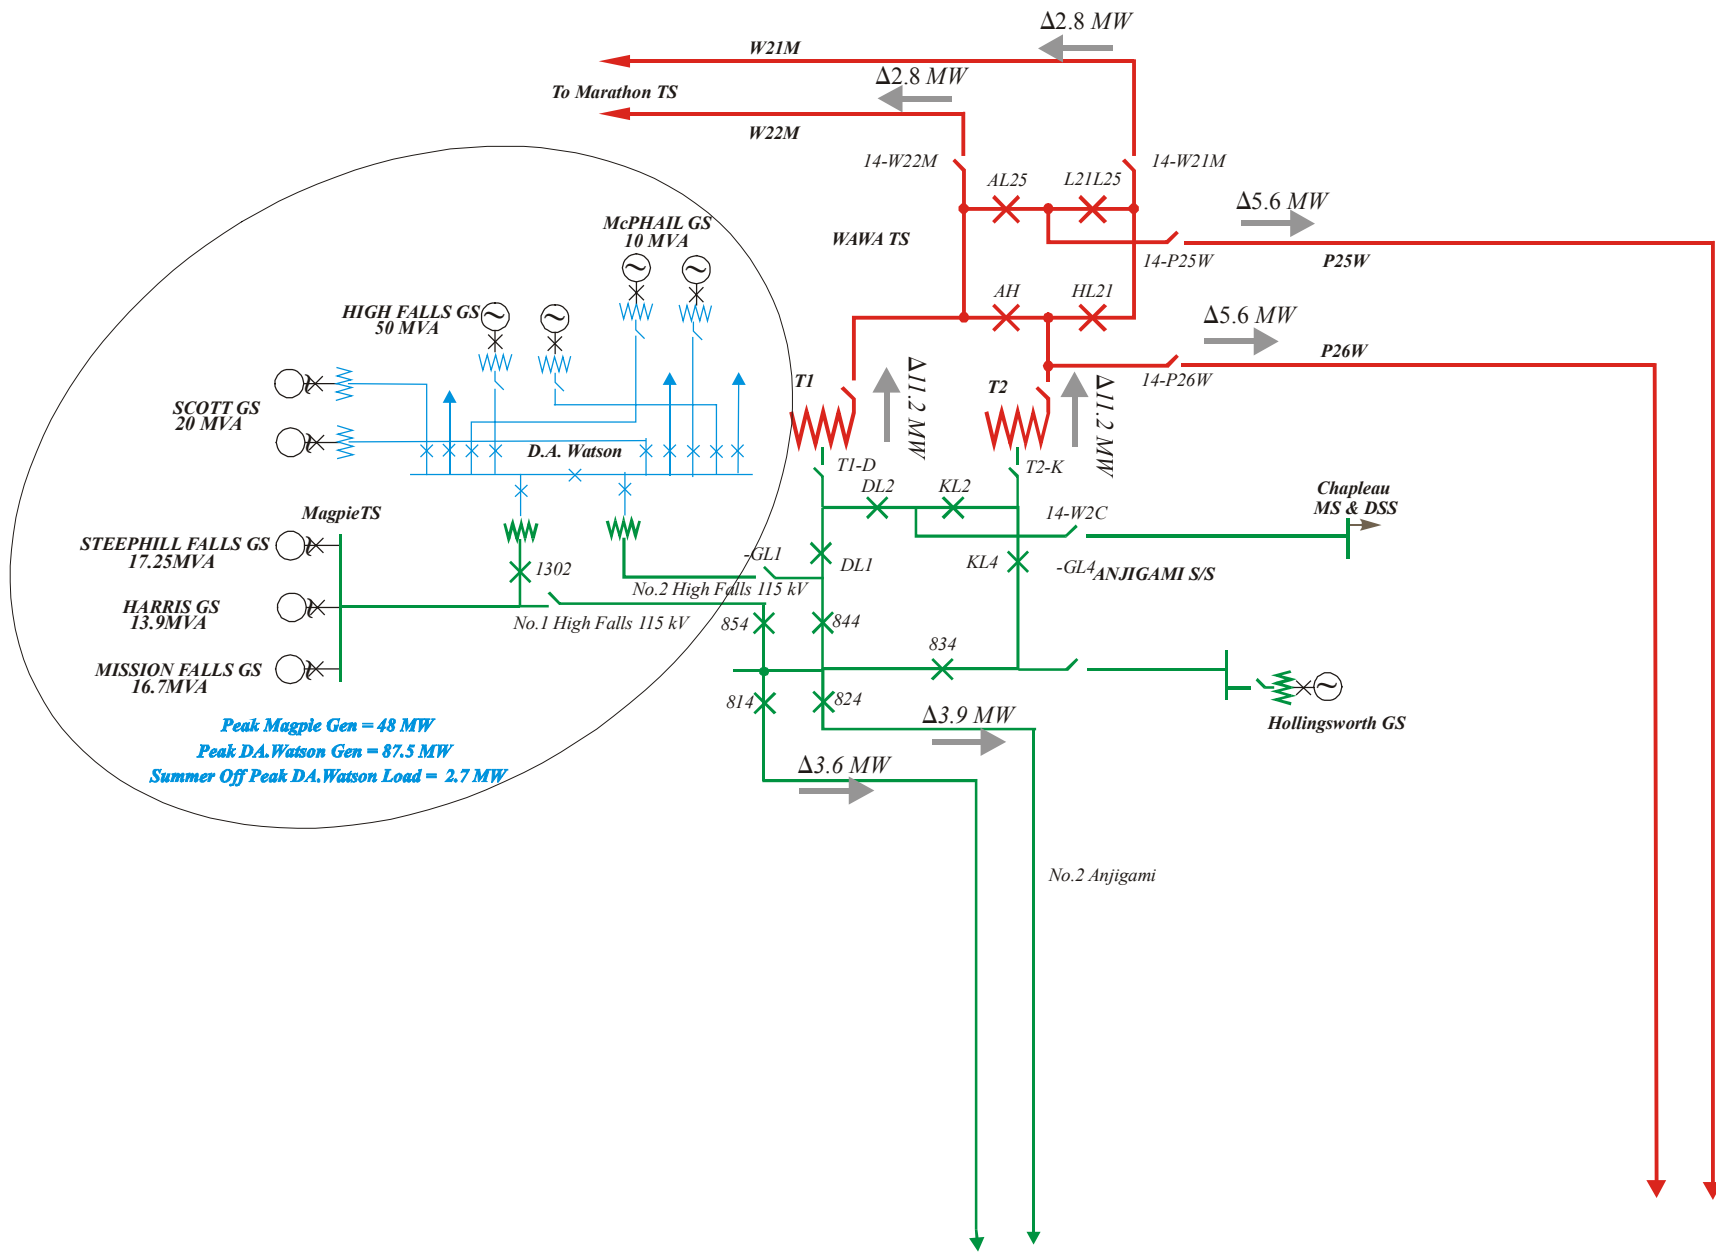 Δ2.8 MW
W21M
Δ2.8 MW
To Marathon TS
W22M
14-W22M
14-W21M
AL25
L21L25
Δ5.6 MW
McPHAIL GS
10 MVA
WAWA TS
14-P25W
P25W
AH
HL21
HIGH FALLS GS
50 MVA
Δ5.6 MW
P26W
14-P26W
T1
Δ11.2 MW
T2
Δ11.2 MW
SCOTT GS
20 MVA
D.A. Watson
T1-D
T2-K
DL2
KL2
Chapleau
MS & DSS
MagpieTS
14-W2C
STEEPHILL FALLS GS
17.25MVA
-GL1
DL1
KL4
-GL4
ANJIGAMI S/S
1302
No.2 High Falls 115 kV
HARRIS GS
13.9MVA
No.1 High Falls 115 kV
854
844
834
MISSION FALLS GS
16.7MVA
814
824
Δ3.9 MW
Hollingsworth GS
Peak Magpie Gen = 48 MW
Peak DA.Watson Gen = 87.5 MW
Summer Off Peak DA.Watson Load = 2.7 MW
Δ3.6 MW
No.2 Anjigami